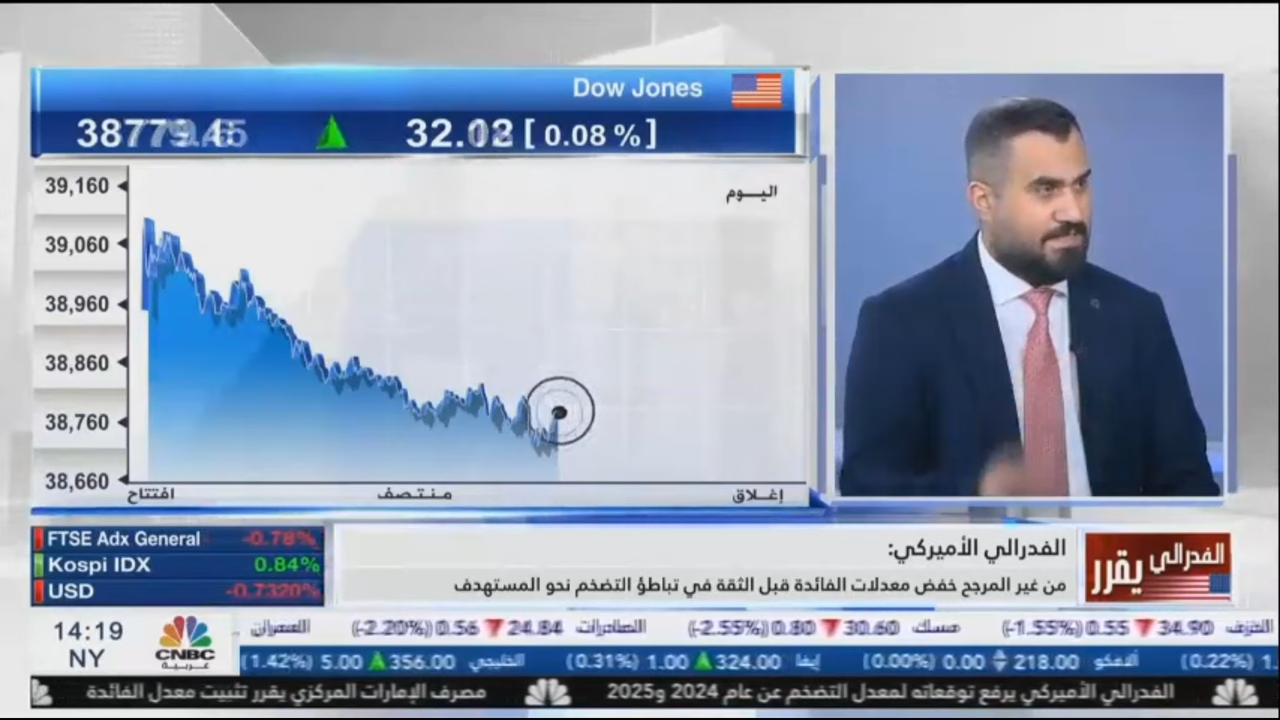 Dow Jones
32.02 [ 0.08 % ]
اليوم
39,160
39,060
38,960
38,860
38,760
38,660
افتتاح منتصف إغلاق
FTSE Adx General -0.78%
Kospi IDX 0.84%
USD -0.7320%
الفدرالي الأميركي:
من غير المرجح خفض معدلات الفائدة قبل الثقة في تباطؤ التضخم نحو المستهدف
الفدرالي
يقرر
14:19
NY
CNBC
عربية
34.90 ▼ 0.55 (-1.55%) مسك 30.60 ▼ 0.80 (-2.55%) الصادرات 24.84 ▼ 0.56 (-2.20%)
(0.22%) ألافكو 218.00 0.00 (0.00%) إيفا 324.00 ▲ 1.00 (0.31%) الخليجي 356.00 ▲ 5.00 (1.42%)
الفدرالي الأميركي يرفع توقعاته لمعدل التضخم عن عام 2024 و2025 مصرف الإمارات المركزي يقرر تثبيت معدل الفائدة